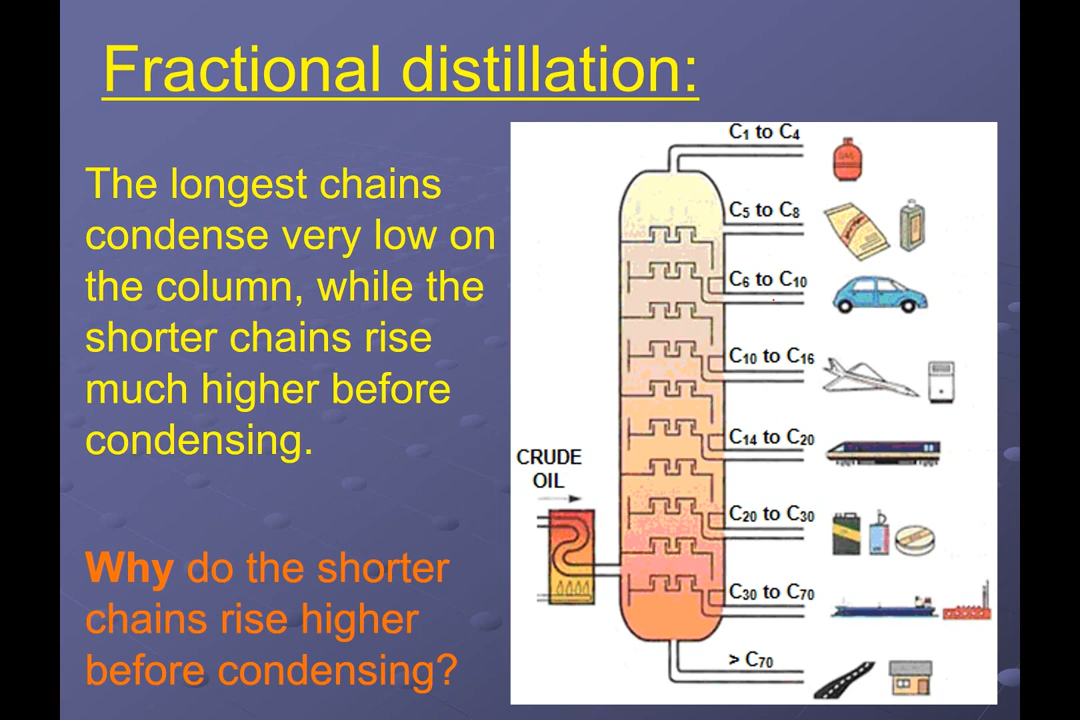 Fractional distillation:
The longest chains
condense very low on
the column, while the
shorter chains rise
much higher before
condensing.
Why do the shorter
chains rise higher
before condensing?
CRUDE
OIL
C₁ to C₄
C₅ to C₈
C₆ to C₁₀
C₁₀ to C₁₆
C₁₄ to C₂₀
C₂₀ to C₃₀
C₃₀ to C₇₀
> C₇₀